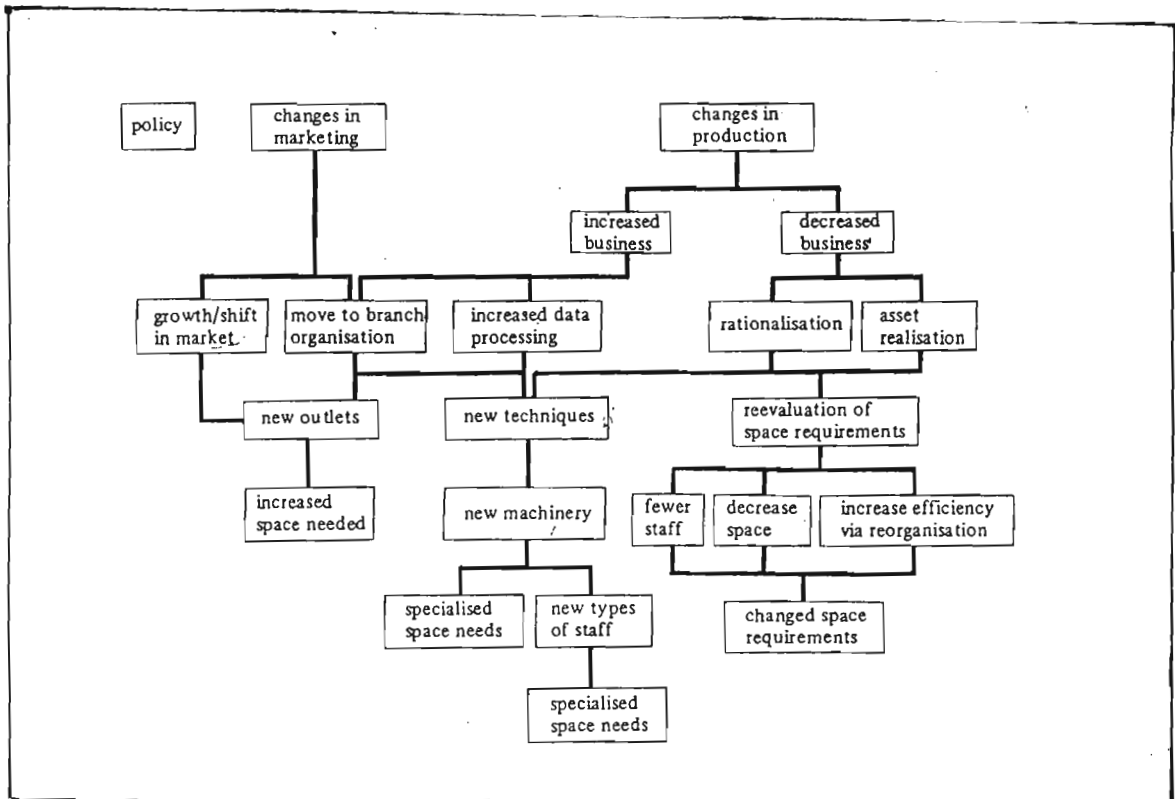 policy
changes in
marketing
changes in
production
increased
business
decreased
business
growth/shift
in market
move to branch
organisation
increased data
processing
rationalisation
asset
realisation
new outlets
new techniques
reevaluation of
space requirements
increased
space needed
new machinery
fewer
staff
decrease
space
increase efficiency
via reorganisation
specialised
space needs
new types
of staff
changed space
requirements
specialised
space needs